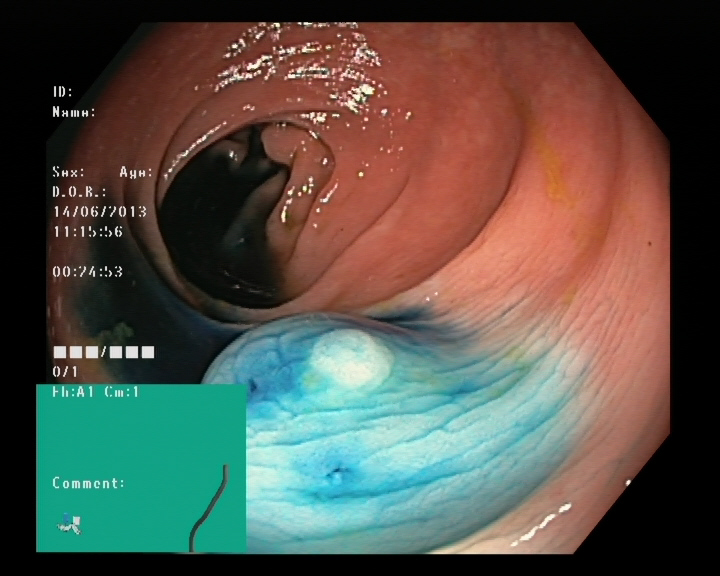 ID:
Name:
Sex: Age:
D.O.B.:
14/06/2013
11:15:56
00:24:53
■■■/■■■
0/1
Eh:A1 Cm:1
Comment: